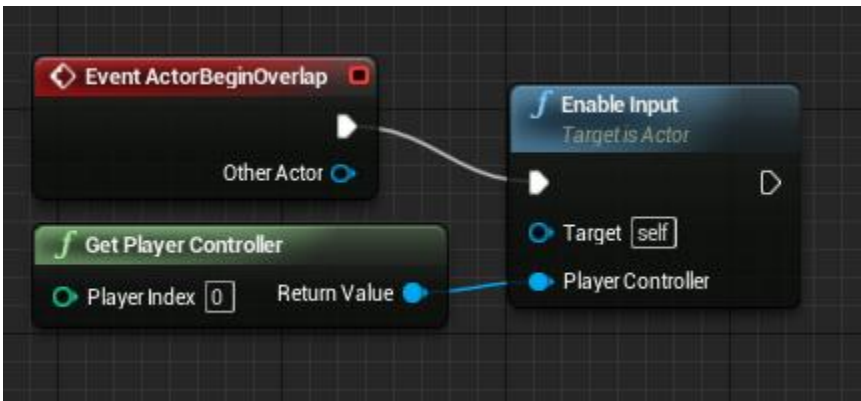 Event ActorBeginOverlap
Other Actor
Enable Input
Target is Actor
Target self
Player Controller
f Get Player Controller
Player Index 0 Return Value